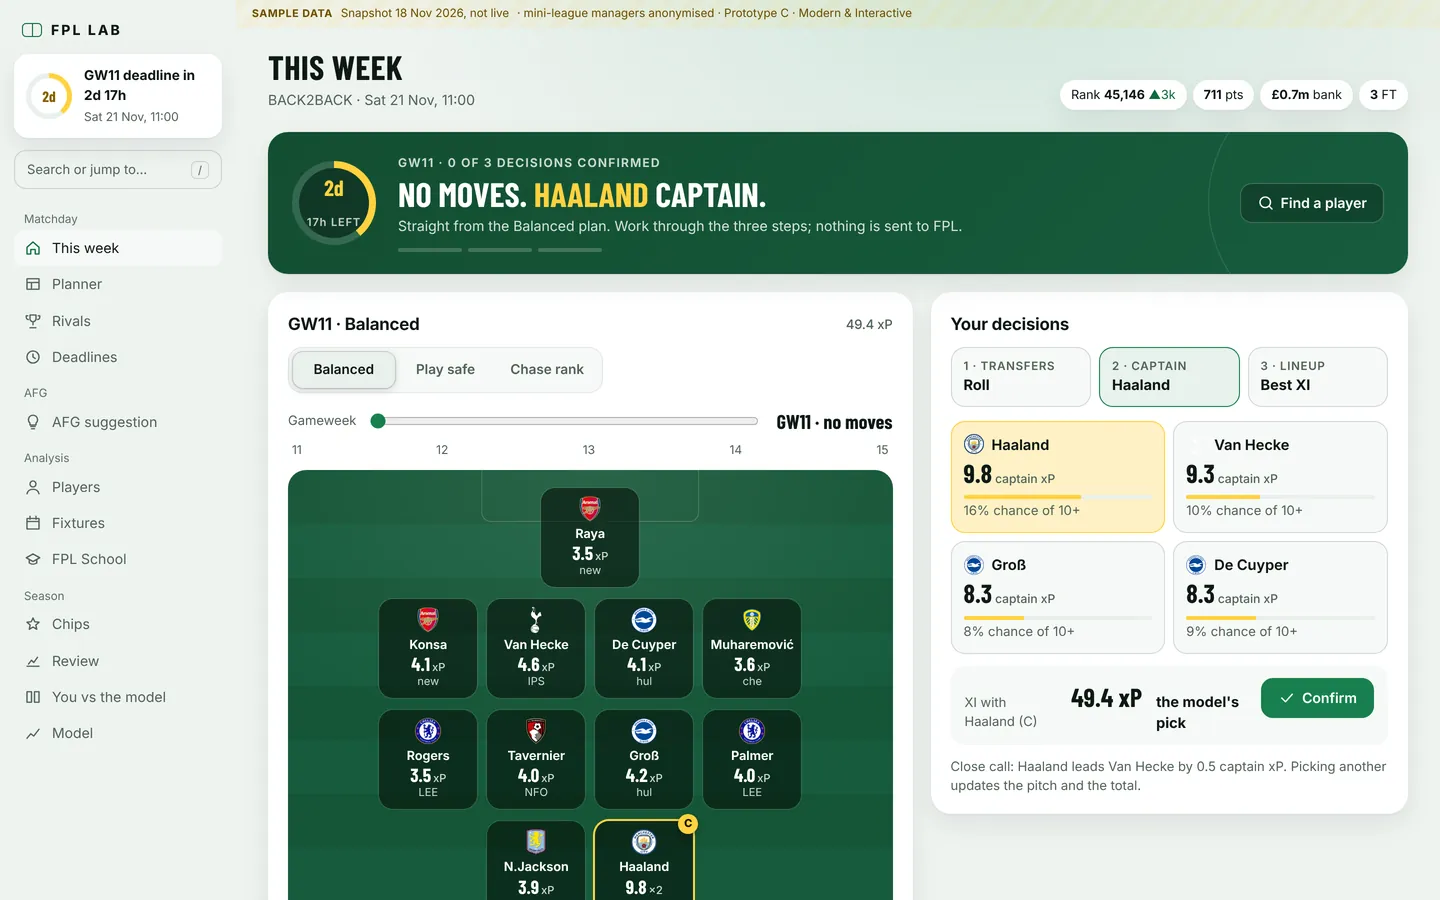 FPL LAB
SAMPLE DATA Snapshot 18 Nov 2026, not live · mini-league managers anonymised · Prototype C · Modern & Interactive
2d
GW11 deadline in
2d 17h
Sat 21 Nov, 11:00
Search or jump to... /
Matchday
This week
Planner
Rivals
Deadlines
AFG
AFG suggestion
Analysis
Players
Fixtures
FPL School
Season
Chips
Review
You vs the model
Model
THIS WEEK
BACK2BACK · Sat 21 Nov, 11:00
Rank 45,146 ▲3k
711 pts
£0.7m bank
3 FT
2d
17h LEFT
GW11 · 0 OF 3 DECISIONS CONFIRMED
NO MOVES. HAALAND CAPTAIN.
Straight from the Balanced plan. Work through the three steps; nothing is sent to FPL.
Find a player
GW11 · Balanced
49.4 xP
Balanced Play safe Chase rank
Gameweek
GW11 · no moves
11 12 13 14 15
Raya
3.5 xP
new
Konsa
4.1 xP
new
Van Hecke
4.6 xP
IPS
De Cuyper
4.1 xP
hul
Muharemović
3.6 xP
che
Rogers
3.5 xP
LEE
Tavernier
4.0 xP
NFO
Groß
4.2 xP
hul
Palmer
4.0 xP
LEE
N.Jackson
3.9 xP
C
Haaland
9.8 ×2
Your decisions
1 · TRANSFERS
Roll
2 · CAPTAIN
Haaland
3 · LINEUP
Best XI
Haaland
9.8 captain xP
16% chance of 10+
Van Hecke
9.3 captain xP
10% chance of 10+
Groß
8.3 captain xP
8% chance of 10+
De Cuyper
8.3 captain xP
9% chance of 10+
XI with
Haaland (C)
49.4 xP
the model's
pick
Confirm
Close call: Haaland leads Van Hecke by 0.5 captain xP. Picking another
updates the pitch and the total.